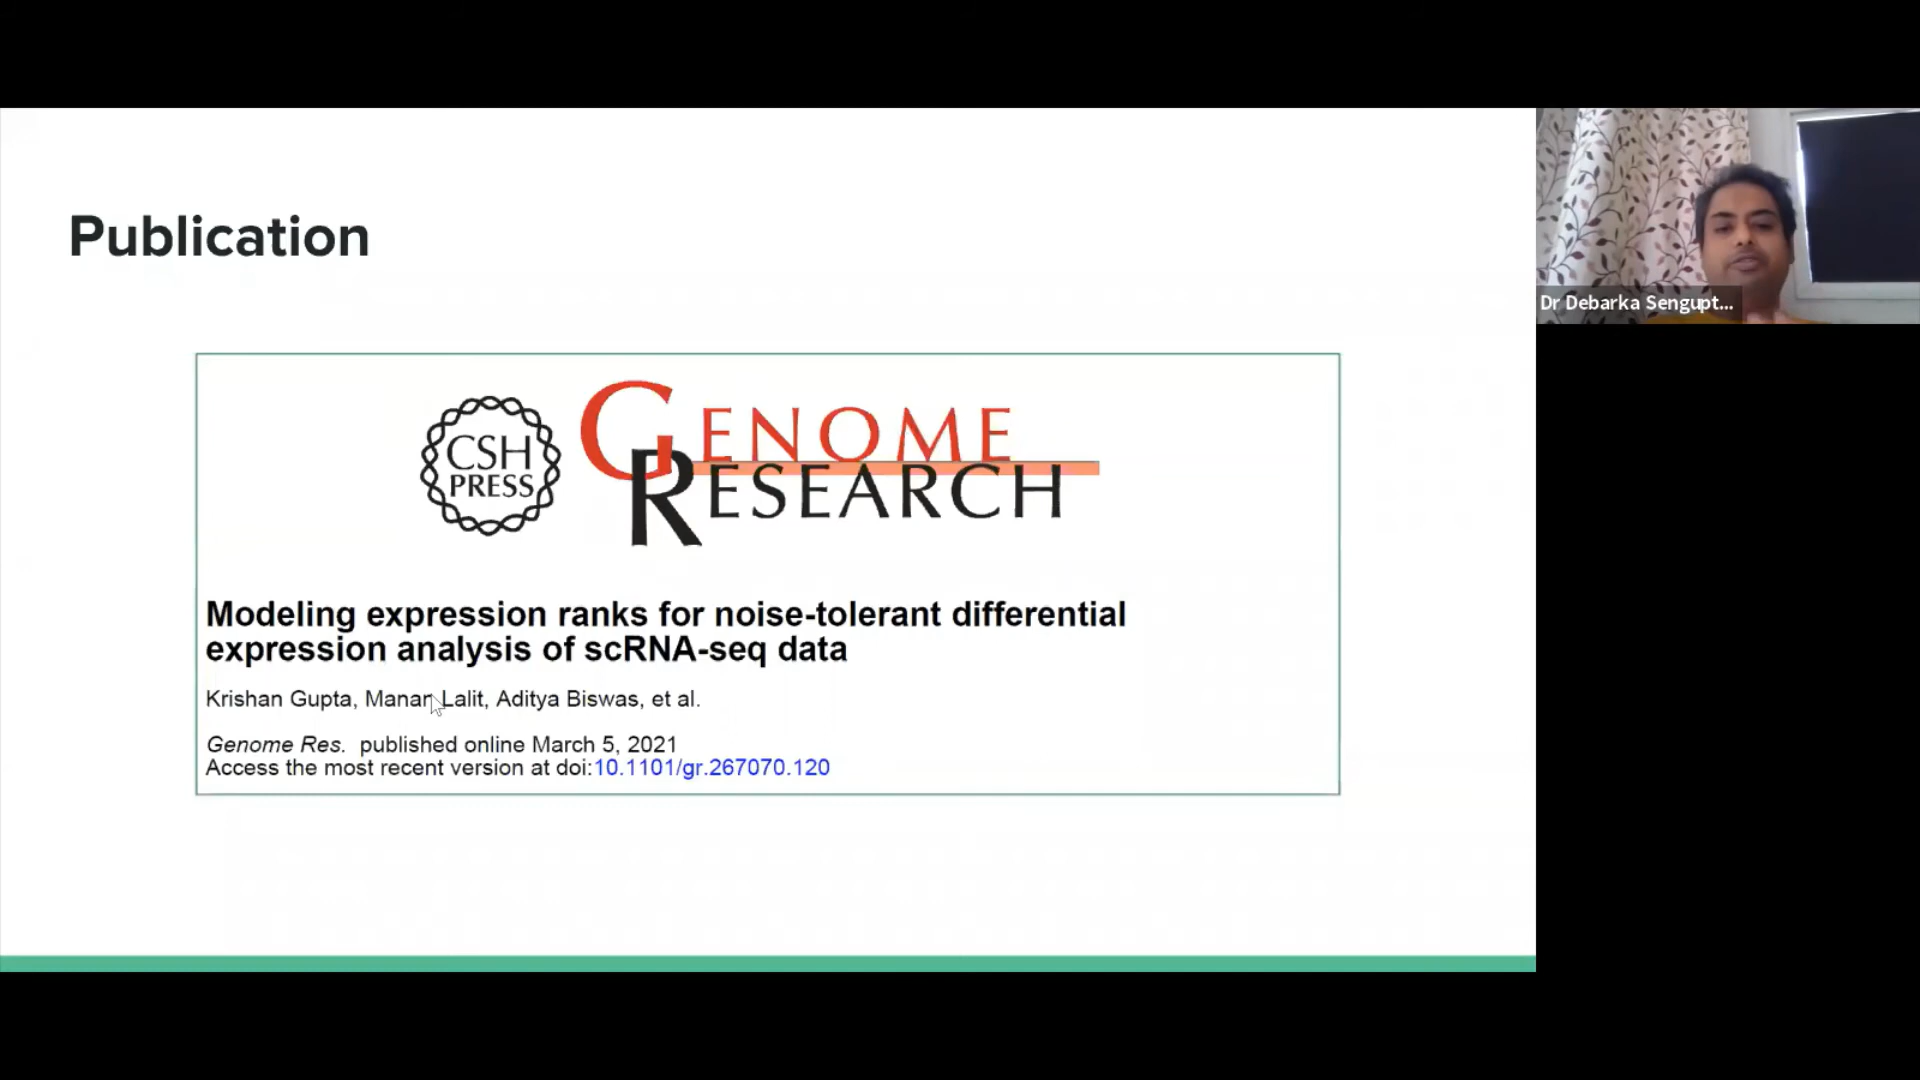 Publication
CSH
PRESS
GENOME
RESEARCH
Modeling expression ranks for noise-tolerant differential
expression analysis of scRNA-seq data
Krishan Gupta, Manan Lalit, Aditya Biswas, et al.
Genome Res. published online March 5, 2021
Access the most recent version at doi:10.1101/gr.267070.120
Dr Debarka Sengupt...